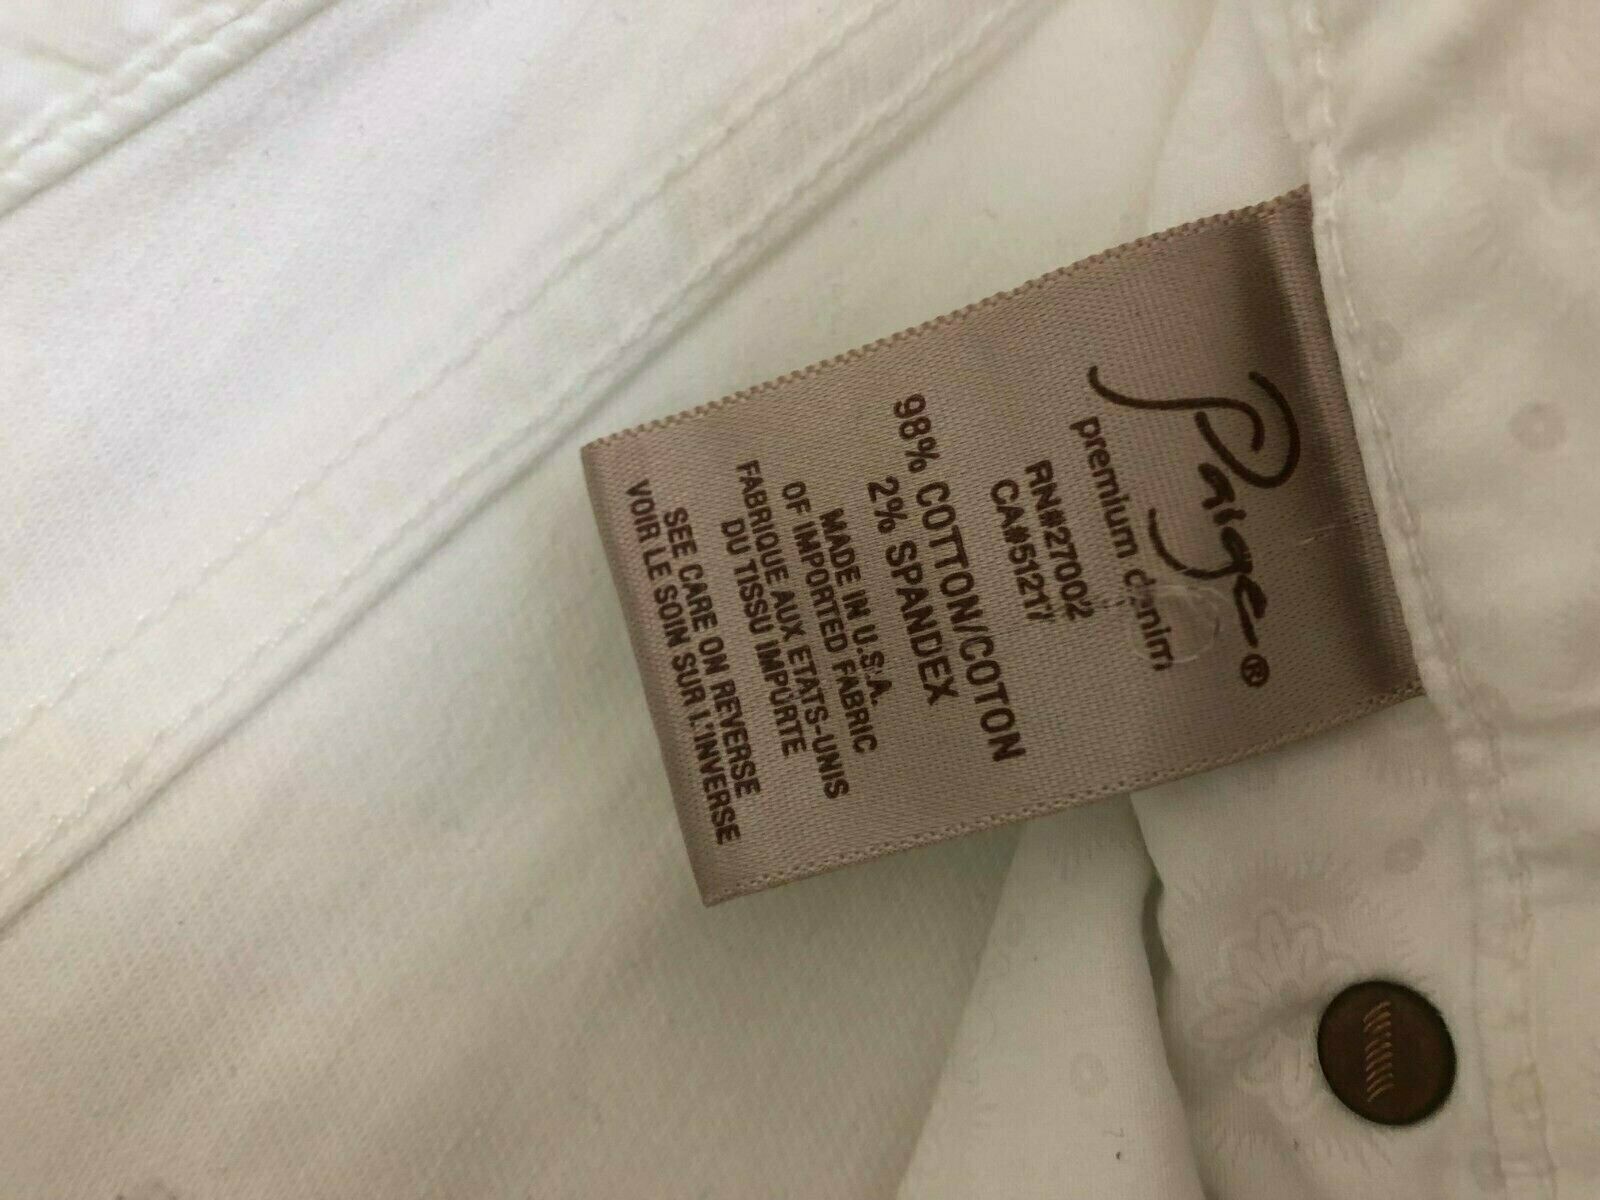 Paige®
premium denim
RN#27002
CA#51217
98% COTTON/COTON
2% SPANDEX
MADE IN U.S.A.
OF IMPORTED FABRIC
FABRIQUE AUX ETATS-UNIS
DU TISSU IMPORTE
SEE CARE ON REVERSE
VOIR LE SOIN SUR L'INVERSE